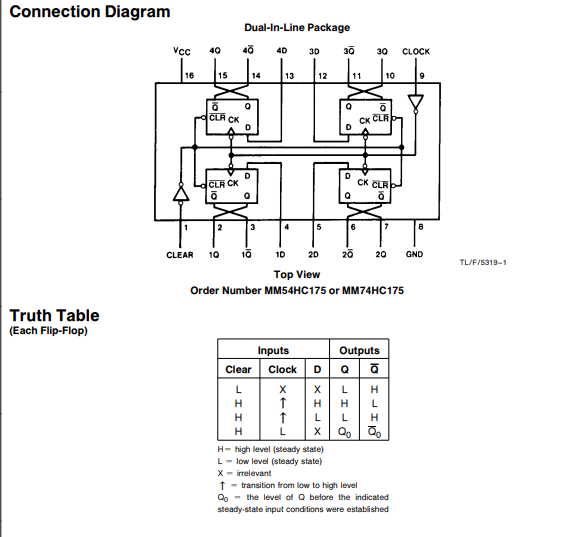 Connection Diagram
Dual-In-Line Package
VCC 4Q 4Q̅ 4D 3D 3Q̅ 3Q CLOCK
16 15 14 13 12 11 10 9
Q̅ Q Q Q̅
CLR̅ CK D D CK CLR̅
CLR̅ CK D D CK CLR̅
Q̅ Q Q Q̅
1 2 3 4 5 6 7 8
CLEAR 1Q 1Q̅ 1D 2D 2Q̅ 2Q GND
TL/F/5319–1
Top View
Order Number MM54HC175 or MM74HC175
Truth Table
(Each Flip-Flop)
Inputs Outputs
Clear Clock D Q Q̅
L X X L H
H ↑ H H L
H ↑ L L H
H L X Q0 Q̅0
H = high level (steady state)
L = low level (steady state)
X = irrelevant
↑ = transition from low to high level
Q0 = the level of Q before the indicated
steady-state input conditions were established